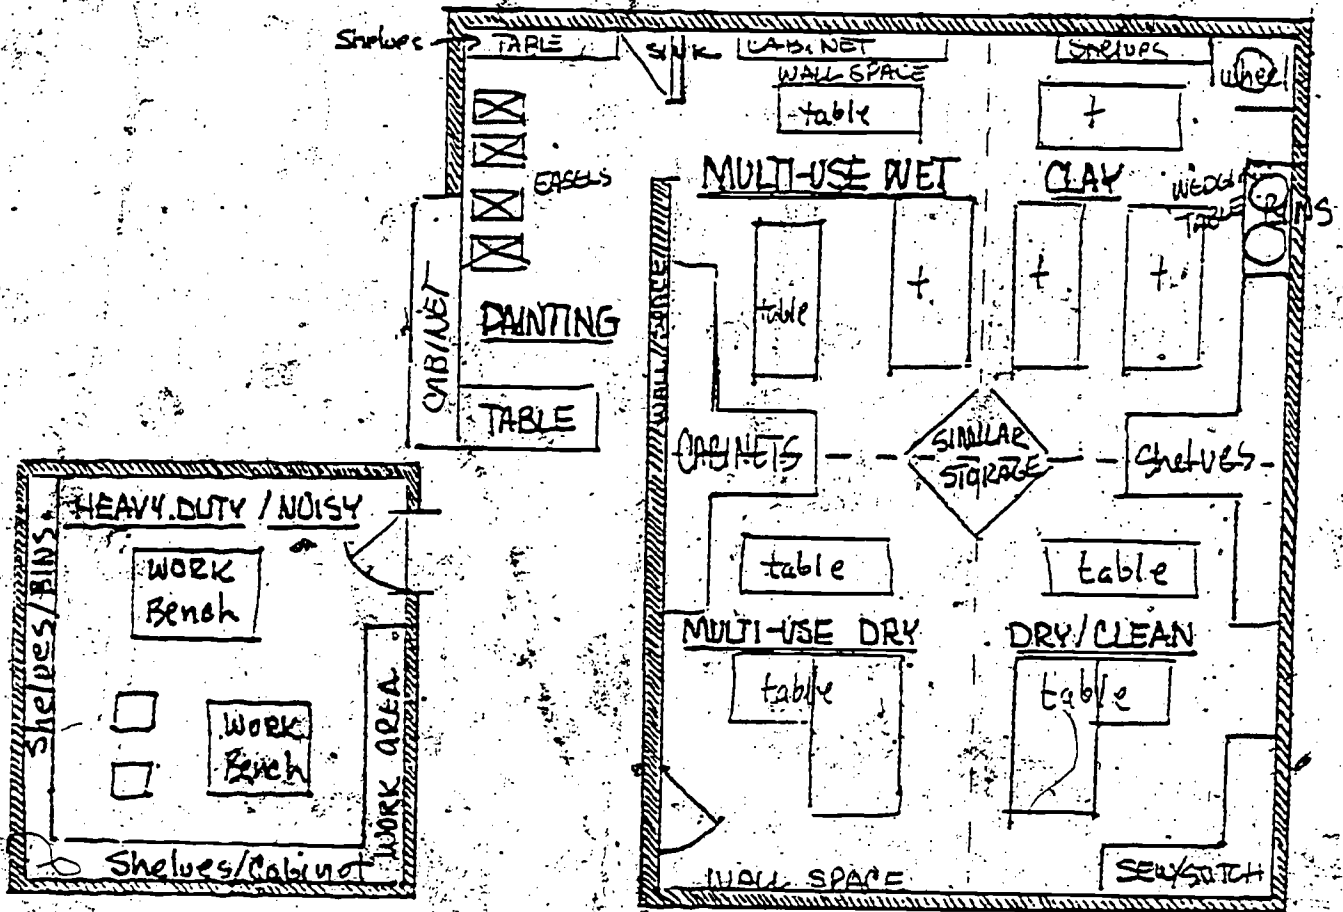 Shelves
TABLE
SINK
CABINET
Shelves
wheel
WALL SPACE
table
t
EASELS
MULTI-USE WET
CLAY
WEDGE
TABLE
BINS
CABINET
PAINTING
TABLE
WALL SPACE
table
t
t
t
CABINETS
SIMILAR
STORAGE
Shelves
HEAVY DUTY / NOISY
Shelves/BINS
WORK
Bench
WORK
Bench
WORK AREA
Shelves/Cabinet
table
table
MULTI-USE DRY
DRY/CLEAN
table
table
WALL SPACE
SEW/STITCH